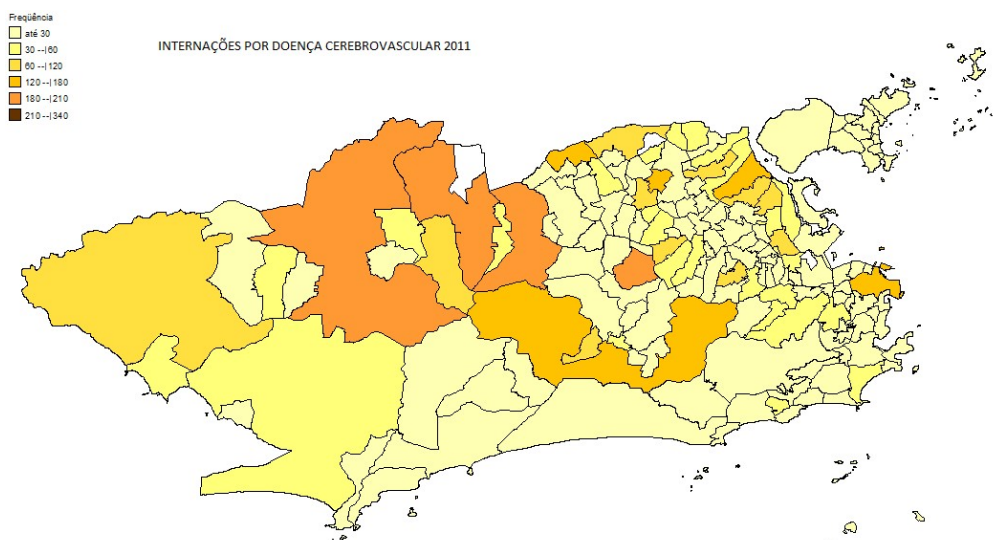 Freqüência
até 30
30 --| 60
60 --| 120
120 --| 180
180 --| 210
210 --| 340
INTERNAÇÕES POR DOENÇA CEREBROVASCULAR 2011